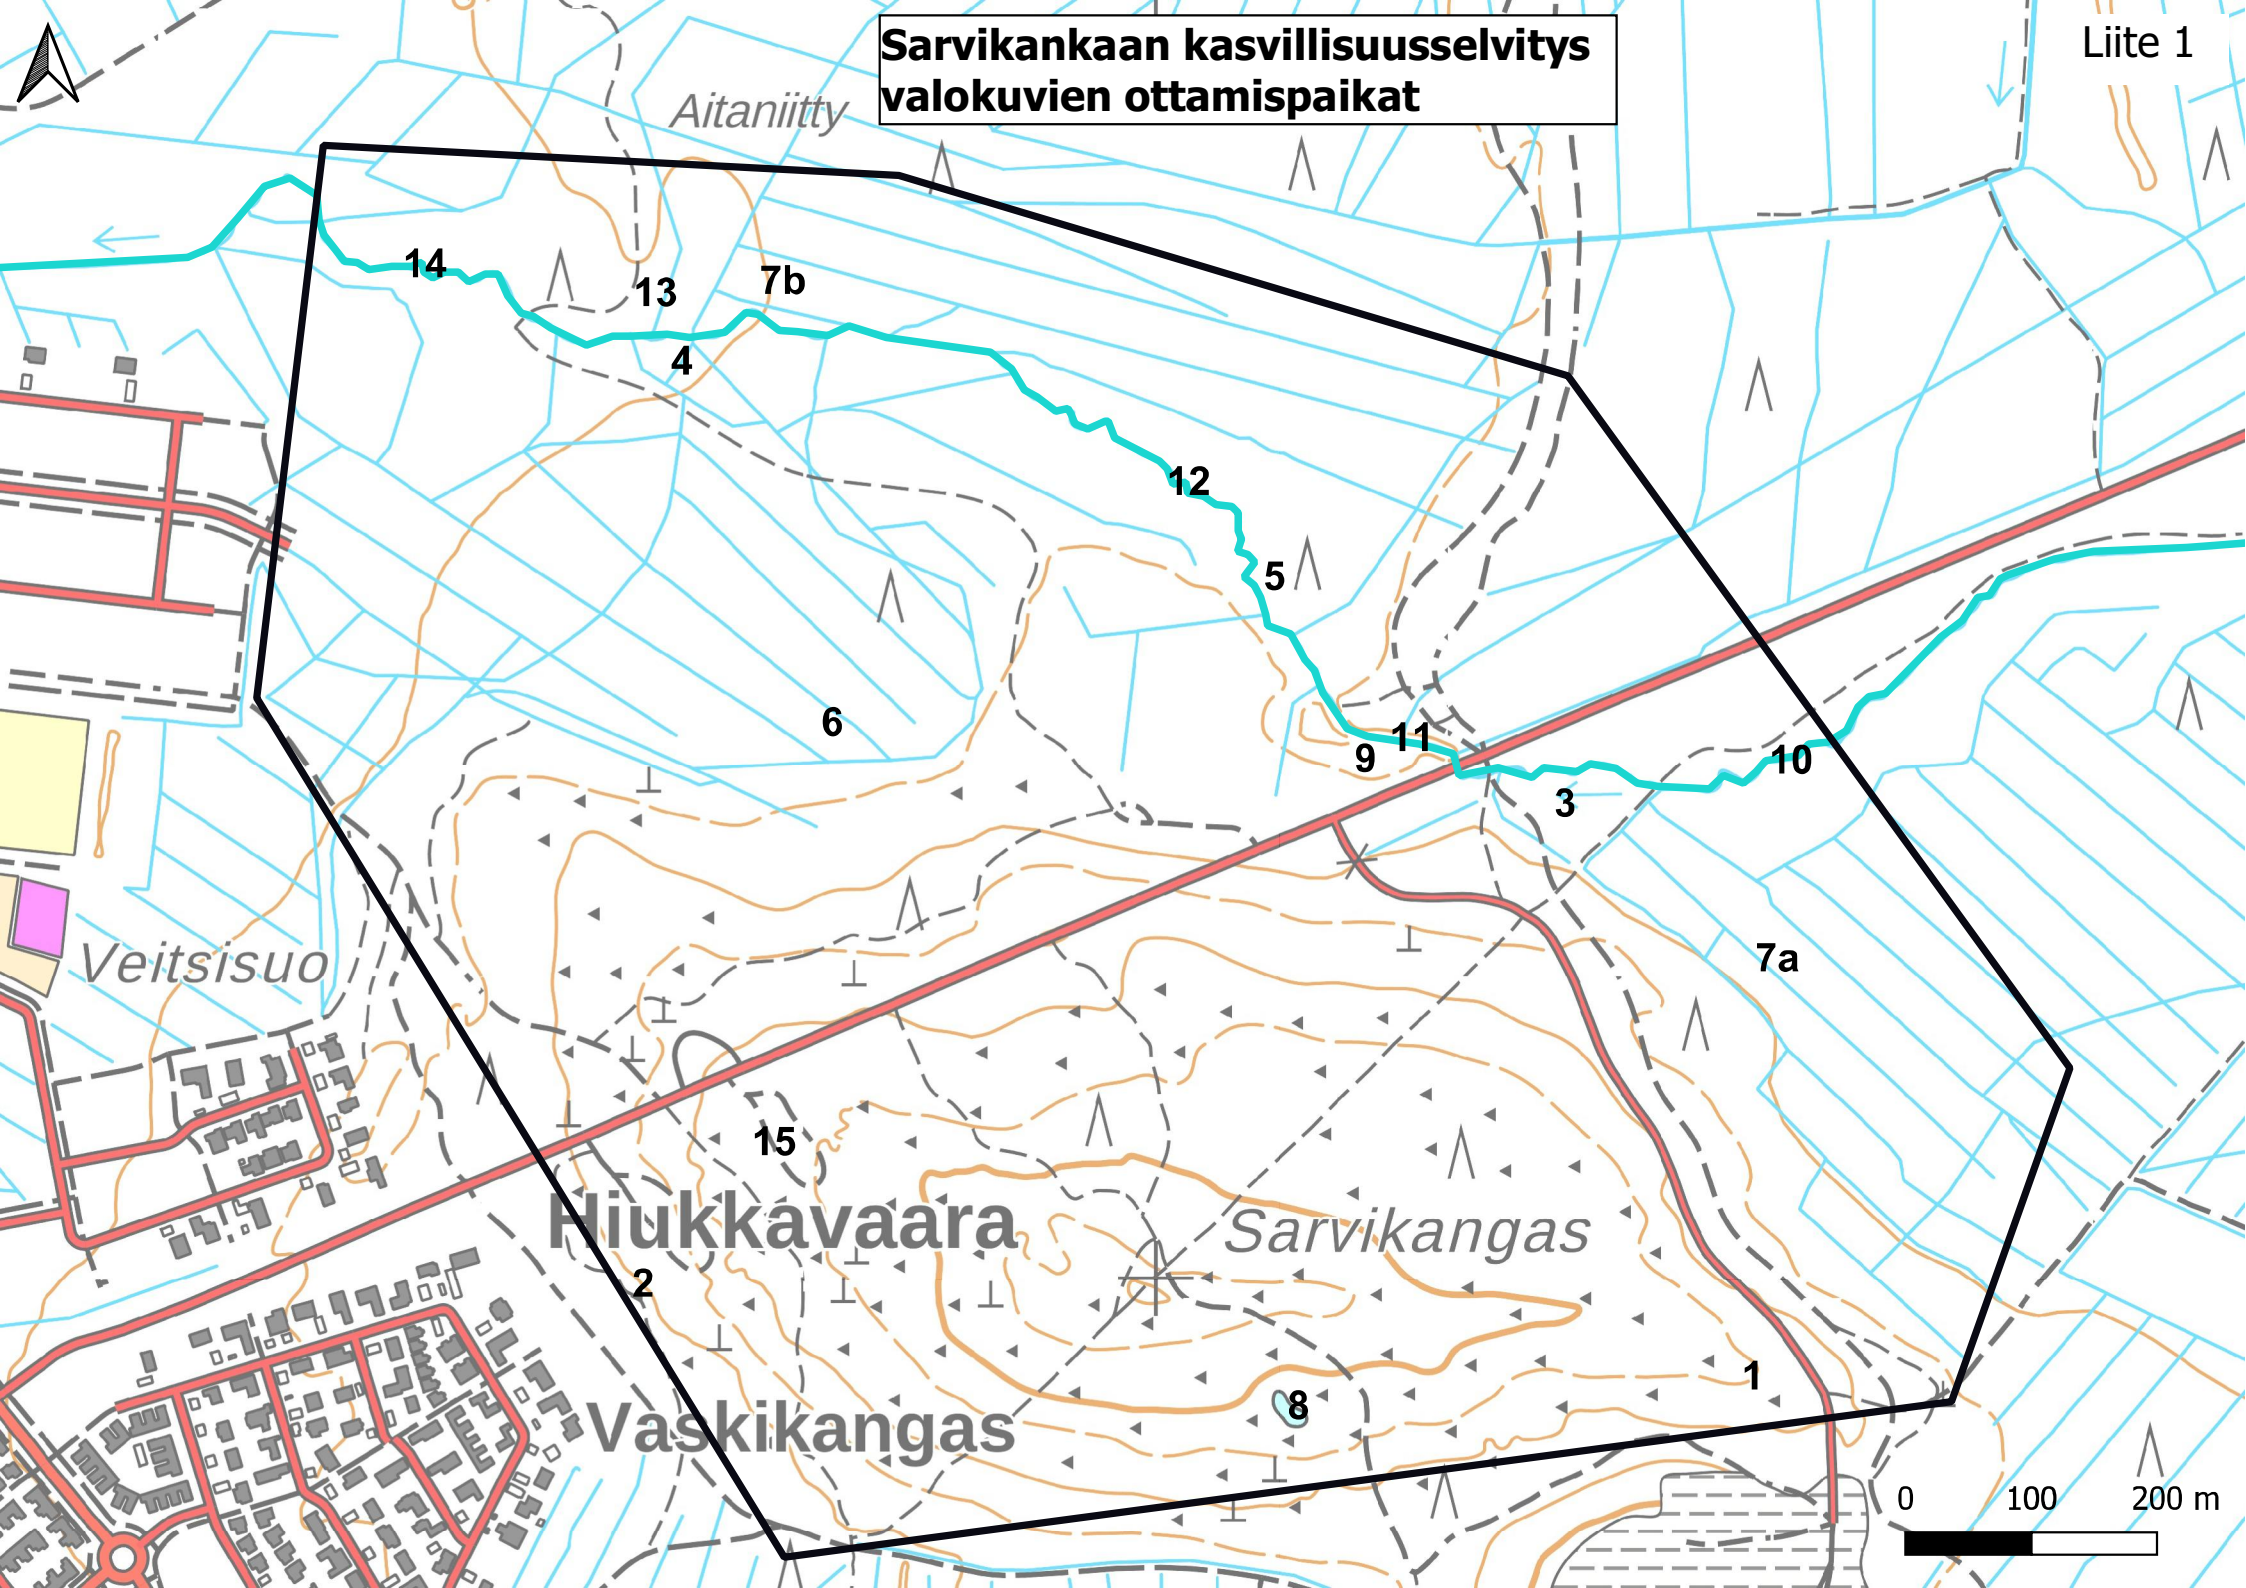 Sarvikankaan kasvillisuusselvitys
valokuvien ottamispaikat
Liite 1
Aitaniitty
14
13
7b
4
12
5
6
11
9
10
3
Veitsisuo
7a
15
Hiukkavaara
Sarvikangas
2
1
8
Vaskikangas
0 100 200 m